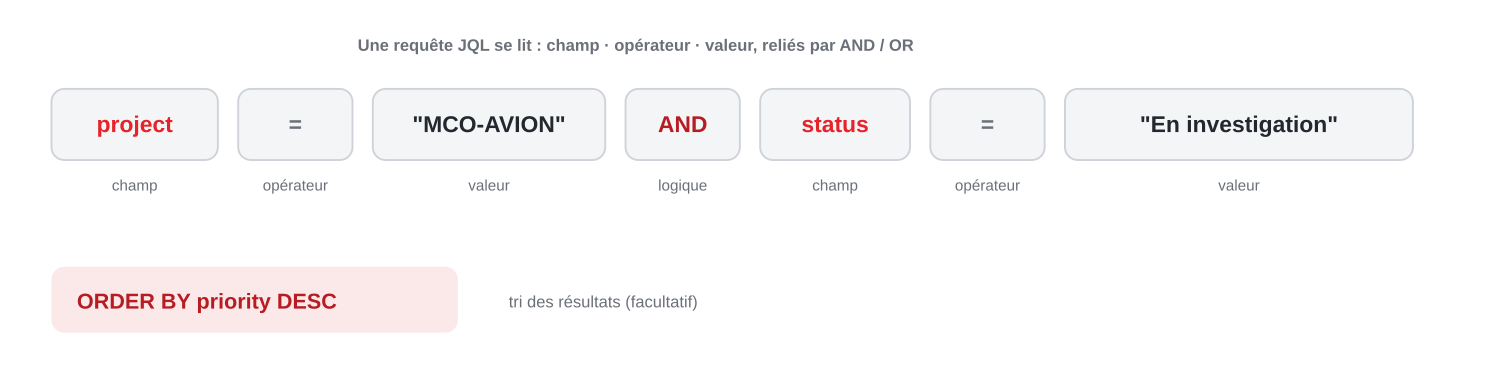 Une requête JQL se lit : champ · opérateur · valeur, reliés par AND / OR
project = "MCO-AVION" AND status = "En investigation"
champ opérateur valeur logique champ opérateur valeur
ORDER BY priority DESC tri des résultats (facultatif)